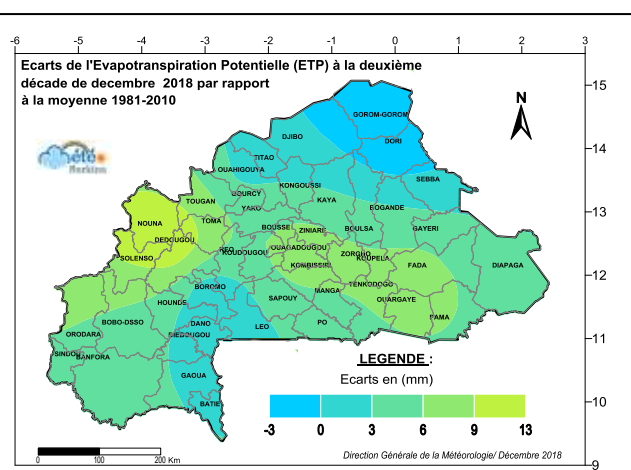 -6 -5 -4 -3 -2 -1 0 1 2 3
Ecarts de l'Evapotranspiration Potentielle (ETP) à la deuxième
décade de decembre 2018 par rapport
à la moyenne 1981-2010
N
-15
-14
-13
-12
-11
-10
-9
météo
Burkina
GOROM-GOROM
DJIBO
DORI
TITAO
OUAHIGOUYA
SEBBA
KONGOUSSI
TOUGAN
GOURCY
KAYA
YAKO
BOGANDE
NOUNA
TOMA
BOUSSE
ZINIARE
BOULSA
GAYERI
DEDOUGOU
REO
KOUDOUGOU
OUAGADOUGOU
ZORGHO
KOUPELA
SOLENSO
KOMBISSIRI
FADA
DIAPAGA
BOROMO
TENKODOGO
HOUNDE
SAPOUY
MANGA
OUARGAYE
BOBO-DSSO
DANO
LEO
PO
PAMA
ORODARA
DIEBOUGOU
SINDOU
BANFORA
GAOUA
BATIE
LEGENDE :
Ecarts en (mm)
-3 0 3 6 9 13
0 100 200 Km
Direction Générale de la Météorologie/ Décembre 2018